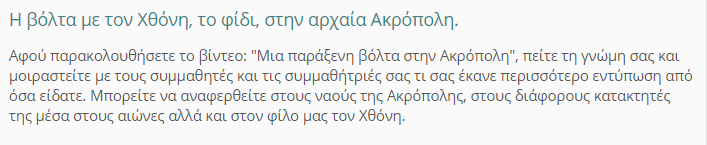 Η βόλτα με τον Χθόνη, το φίδι, στην αρχαία Ακρόπολη.
Αφού παρακολουθήσετε το βίντεο: "Μια παράξενη βόλτα στην Ακρόπολη", πείτε τη γνώμη σας και
μοιραστείτε με τους συμμαθητές και τις συμμαθήτριές σας τι σας έκανε περισσότερο εντύπωση από
όσα είδατε. Μπορείτε να αναφερθείτε στους ναούς της Ακρόπολης, στους διάφορους κατακτητές
της μέσα στους αιώνες αλλά και στον φίλο μας τον Χθόνη.